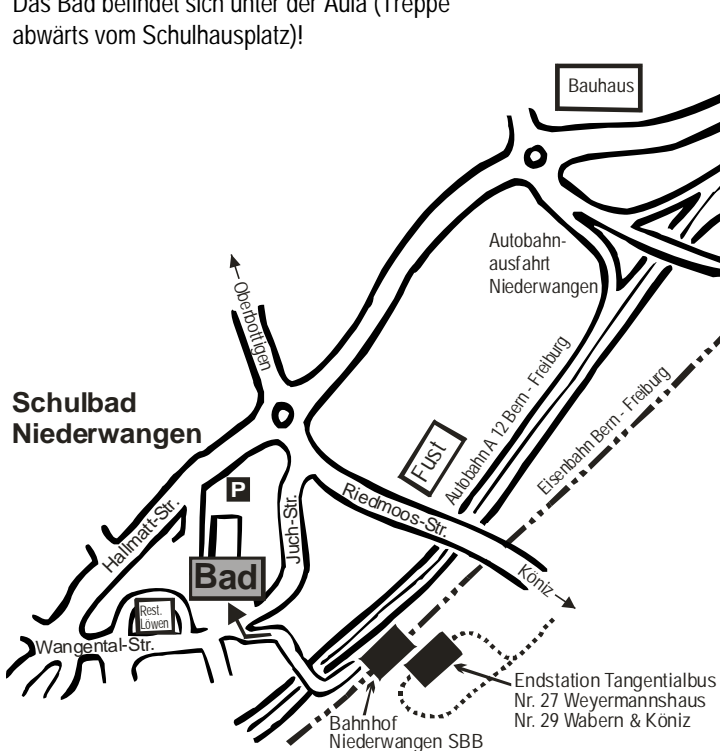 Das Bad befindet sich unter der Aula (Treppe
abwärts vom Schulhausplatz)!
Bauhaus
Autobahn-
ausfahrt
Niederwangen
Oberbottigen
Schulbad
Niederwangen
Autobahn A 12 Bern - Freiburg
Eisenbahn Bern - Freiburg
Fust
P
Riedmoos-Str.
Hallmatt-Str.
Juch-Str.
Bad
Köniz
Rest.
Löwen
Wangental-Str.
Endstation Tangentialbus
Nr. 27 Weyermannshaus
Nr. 29 Wabern & Köniz
Bahnhof
Niederwangen SBB